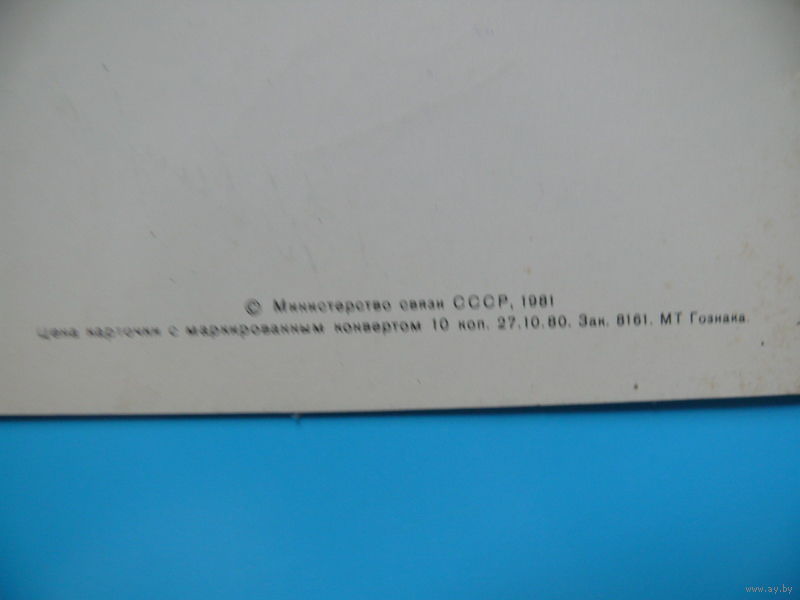 © Министерство связи СССР, 1981
Цена карточки с маркированным конвертом 10 коп. 27.10.80. Зак. 8161. МТ Гознака.
www.ay.by